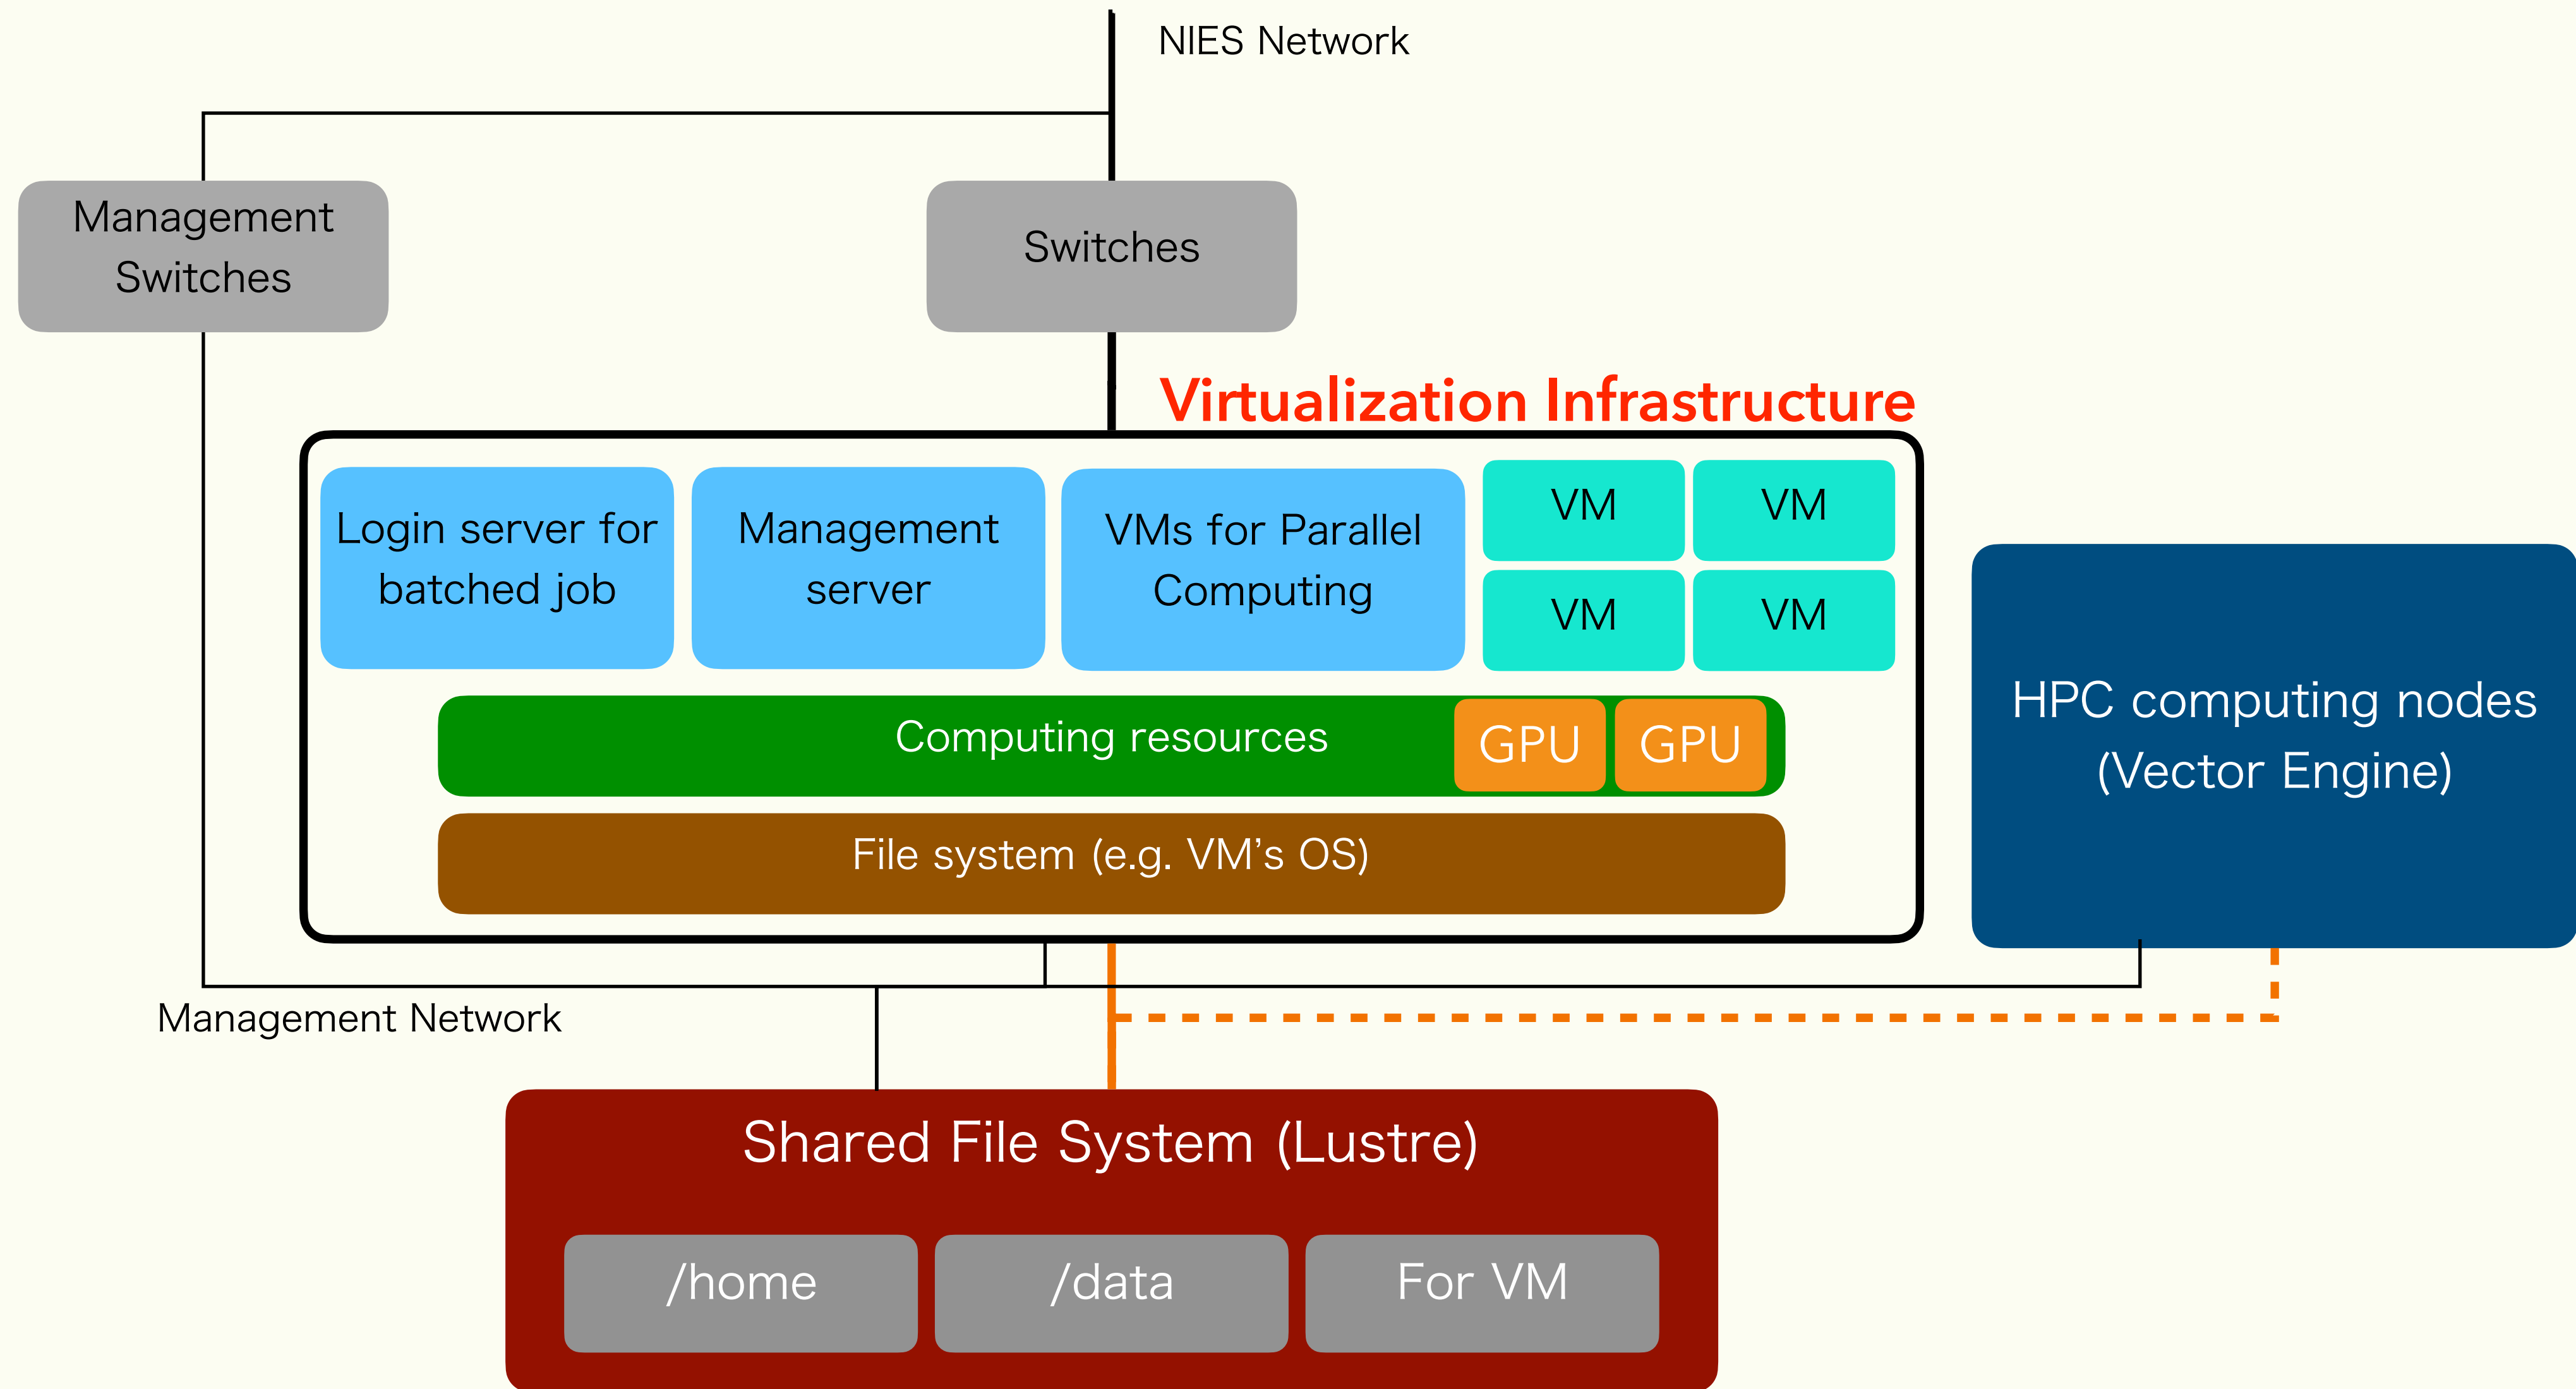 NIES Network
Management
Switches
Switches
Virtualization Infrastructure
Login server for
batched job
Management
server
VMs for Parallel
Computing
VM
VM
VM
VM
HPC computing nodes
(Vector Engine)
Computing resources
GPU
GPU
File system (e.g. VM’s OS)
Management Network
Shared File System (Lustre)
/home
/data
For VM